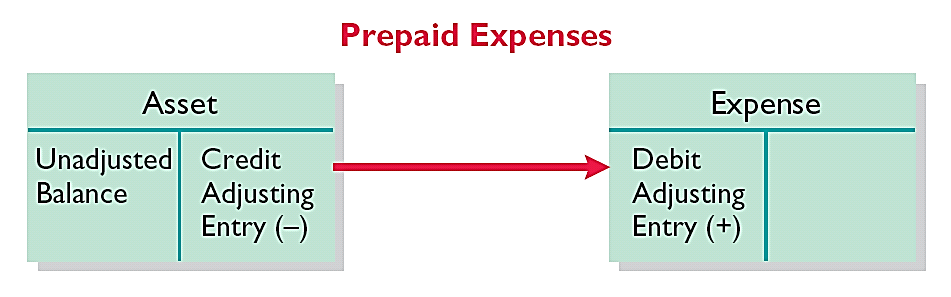 Prepaid Expenses
Asset
Unadjusted
Balance
Credit
Adjusting
Entry (–)
Expense
Debit
Adjusting
Entry (+)